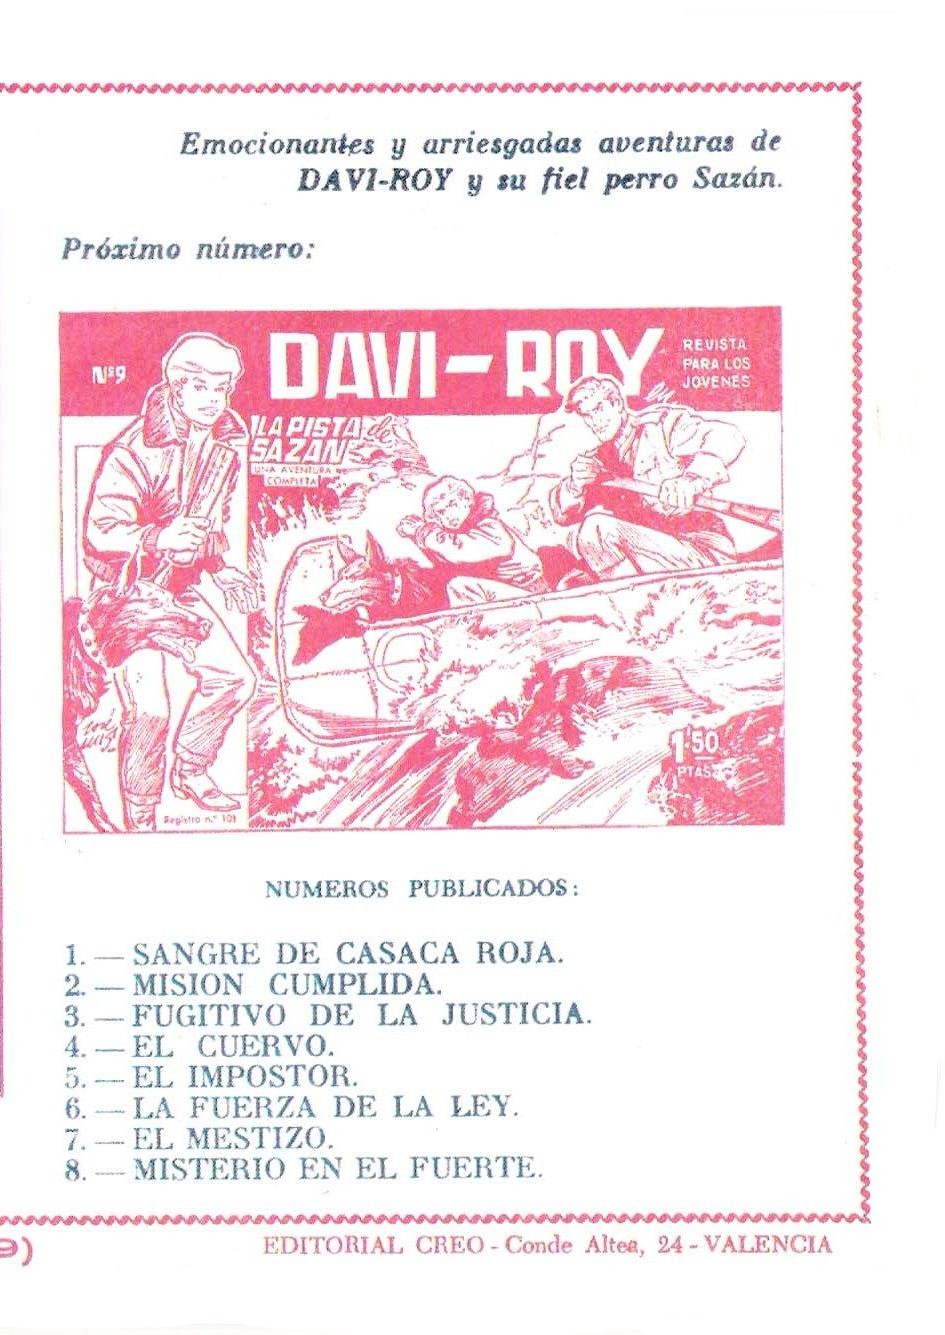 Emocionantes y arriesgadas aventuras de
DAVI-ROY y su fiel perro Sazán.
Próximo número:
Nº9
DAVI-ROY
REVISTA
PARA LOS
JOVENES
LA PISTA de
SAZAN
UNA AVENTURA
COMPLETA
1'50
PTAS
Registro n.º 101
NUMEROS PUBLICADOS:
1. — SANGRE DE CASACA ROJA.
2. — MISION CUMPLIDA.
3. — FUGITIVO DE LA JUSTICIA.
4. — EL CUERVO.
5. — EL IMPOSTOR.
6. — LA FUERZA DE LA LEY.
7. — EL MESTIZO.
8. — MISTERIO EN EL FUERTE.
9)
EDITORIAL CREO - Conde Altea, 24 - VALENCIA